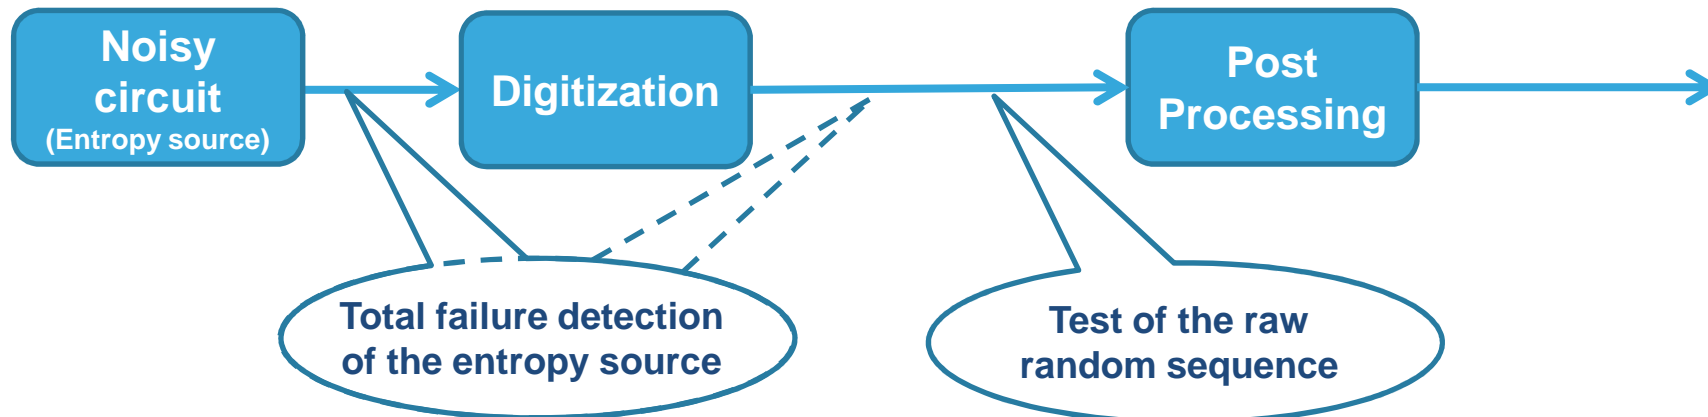 Noisy
circuit
(Entropy source)
Digitization
Post
Processing
Total failure detection
of the entropy source
Test of the raw
random sequence